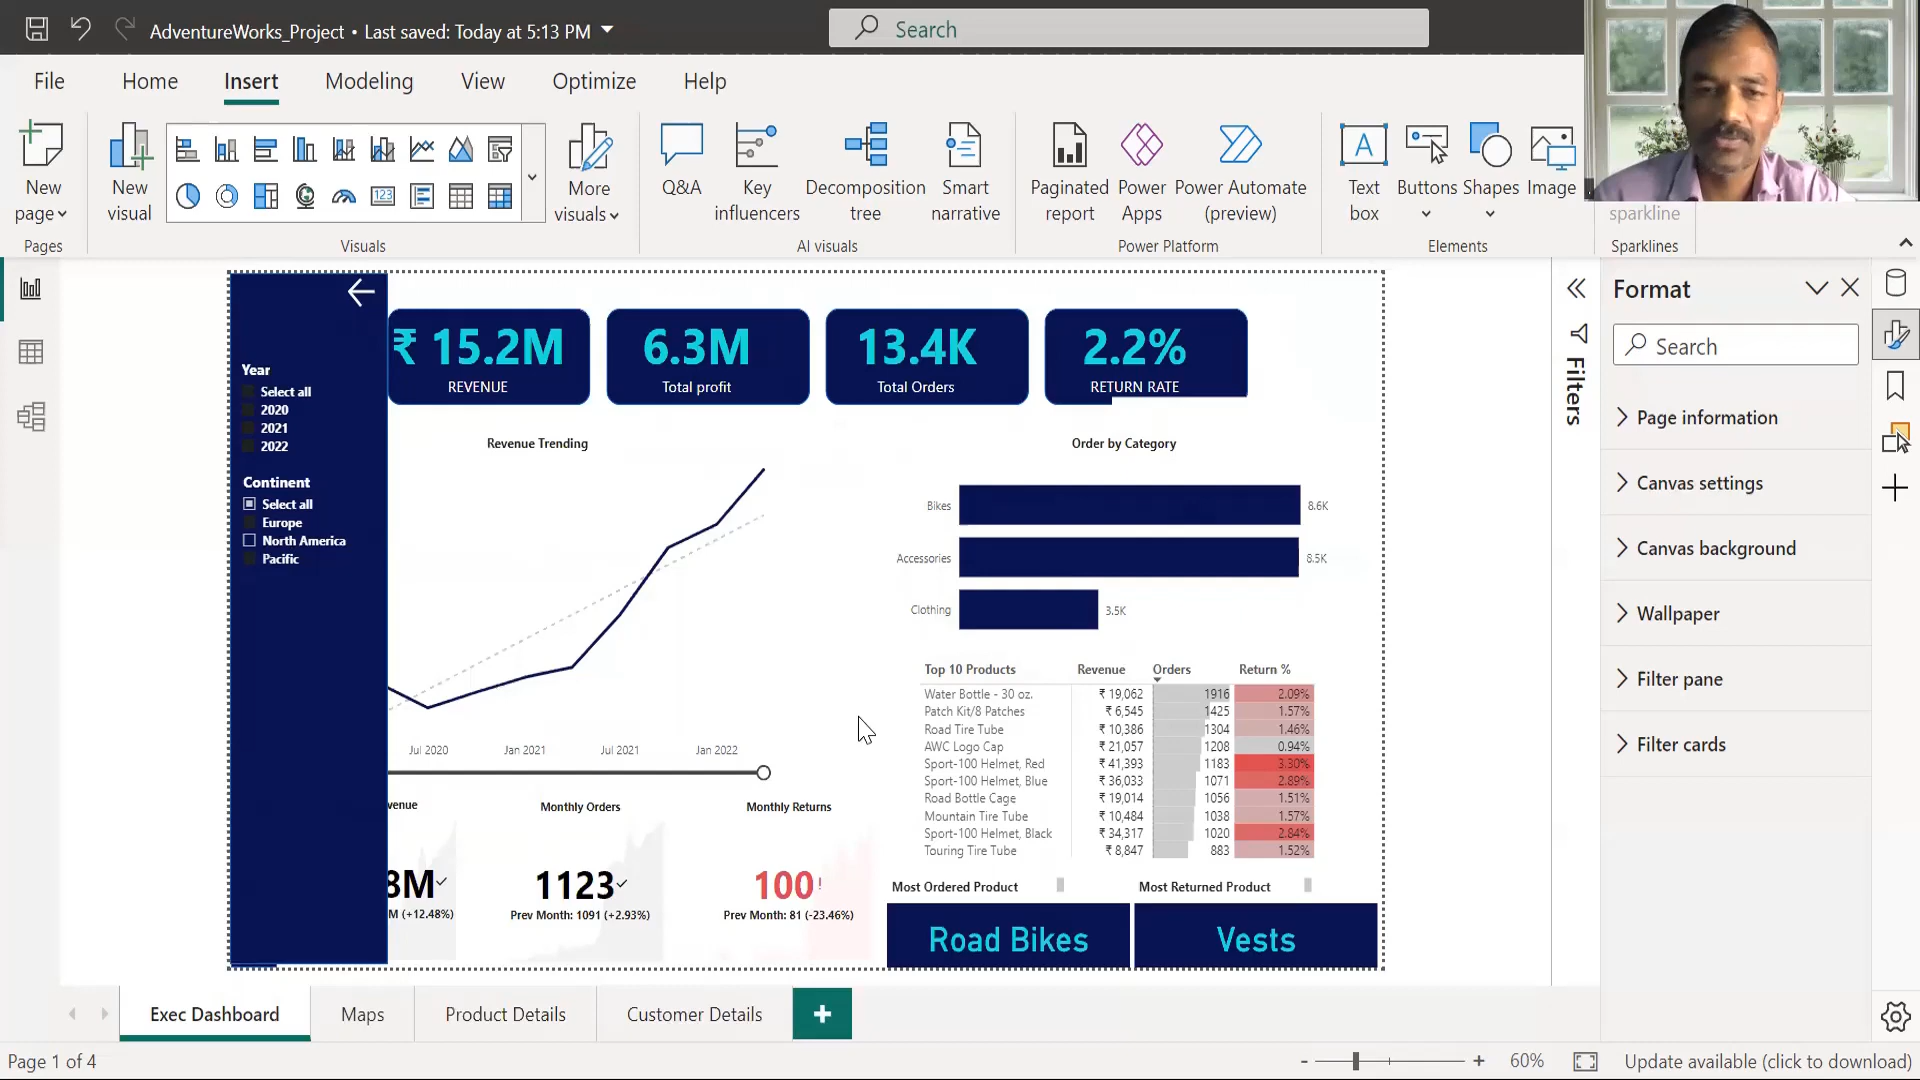 AdventureWorks_Project • Last saved: Today at 5:13 PM
Search
File Home Insert Modeling View Optimize Help
New page
Pages
New visual
123
Visuals
More visuals
Q&A
Key influencers
Decomposition tree
Smart narrative
AI visuals
Paginated report
Power Apps
Power Automate (preview)
Power Platform
A
Text box
Buttons
Shapes
Image
Elements
sparkline
Sparklines
Year
Select all
2020
2021
2022
Continent
Select all
Europe
North America
Pacific
₹ 15.2M
REVENUE
6.3M
Total profit
13.4K
Total Orders
2.2%
RETURN RATE
Revenue Trending
Jul 2020 Jan 2021 Jul 2021 Jan 2022
Order by Category
Bikes 8.6K
Accessories 8.5K
Clothing 3.5K
Top 10 Products Revenue Orders Return %
Water Bottle - 30 oz. ₹ 19,062 1916 2.09%
Patch Kit/8 Patches ₹ 6,545 1425 1.57%
Road Tire Tube ₹ 10,386 1304 1.46%
AWC Logo Cap ₹ 21,057 1208 0.94%
Sport-100 Helmet, Red ₹ 41,393 1183 3.30%
Sport-100 Helmet, Blue ₹ 36,033 1071 2.89%
Road Bottle Cage ₹ 19,014 1056 1.51%
Mountain Tire Tube ₹ 10,484 1038 1.57%
Sport-100 Helmet, Black ₹ 34,317 1020 2.84%
Touring Tire Tube ₹ 8,847 883 1.52%
venue
M (+12.48%)
Monthly Orders
1123✓
Prev Month: 1091 (+2.93%)
Monthly Returns
100!
Prev Month: 81 (-23.46%)
Most Ordered Product
Road Bikes
Most Returned Product
Vests
Filters
Format
Search
Page information
Canvas settings
Canvas background
Wallpaper
Filter pane
Filter cards
Exec Dashboard Maps Product Details Customer Details +
Page 1 of 4
- + 60%
Update available (click to download)